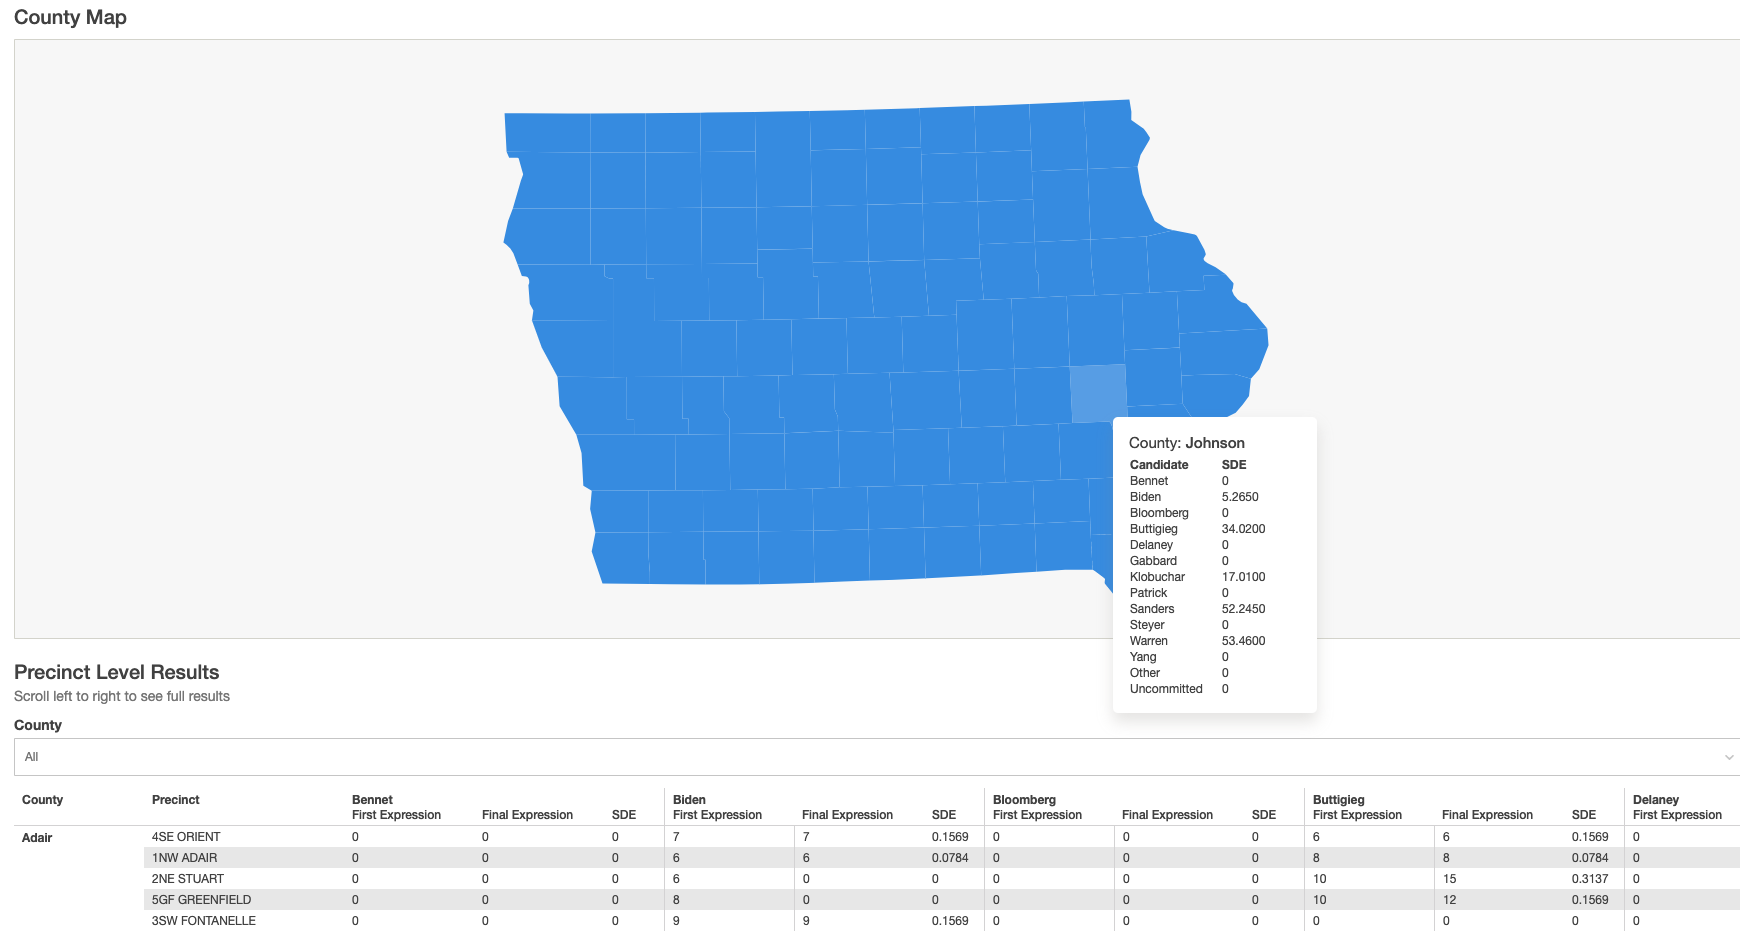 County Map
County: Johnson
Candidate SDE
Bennet 0
Biden 5.2650
Bloomberg 0
Buttigieg 34.0200
Delaney 0
Gabbard 0
Klobuchar 17.0100
Patrick 0
Sanders 52.2450
Steyer 0
Warren 53.4600
Yang 0
Other 0
Uncommitted 0
Precinct Level Results
Scroll left to right to see full results
County
All
County Precinct Bennet Biden Bloomberg Buttigieg Delaney
First Expression Final Expression SDE First Expression Final Expression SDE First Expression Final Expression SDE First Expression Final Expression SDE First Expression
Adair 4SE ORIENT 0 0 0 7 7 0.1569 0 0 0 6 6 0.1569 0
1NW ADAIR 0 0 0 6 6 0.0784 0 0 0 8 8 0.0784 0
2NE STUART 0 0 0 6 0 0 0 0 0 10 15 0.3137 0
5GF GREENFIELD 0 0 0 8 0 0 0 0 0 10 12 0.1569 0
3SW FONTANELLE 0 0 0 9 9 0.1569 0 0 0 0 0 0 0